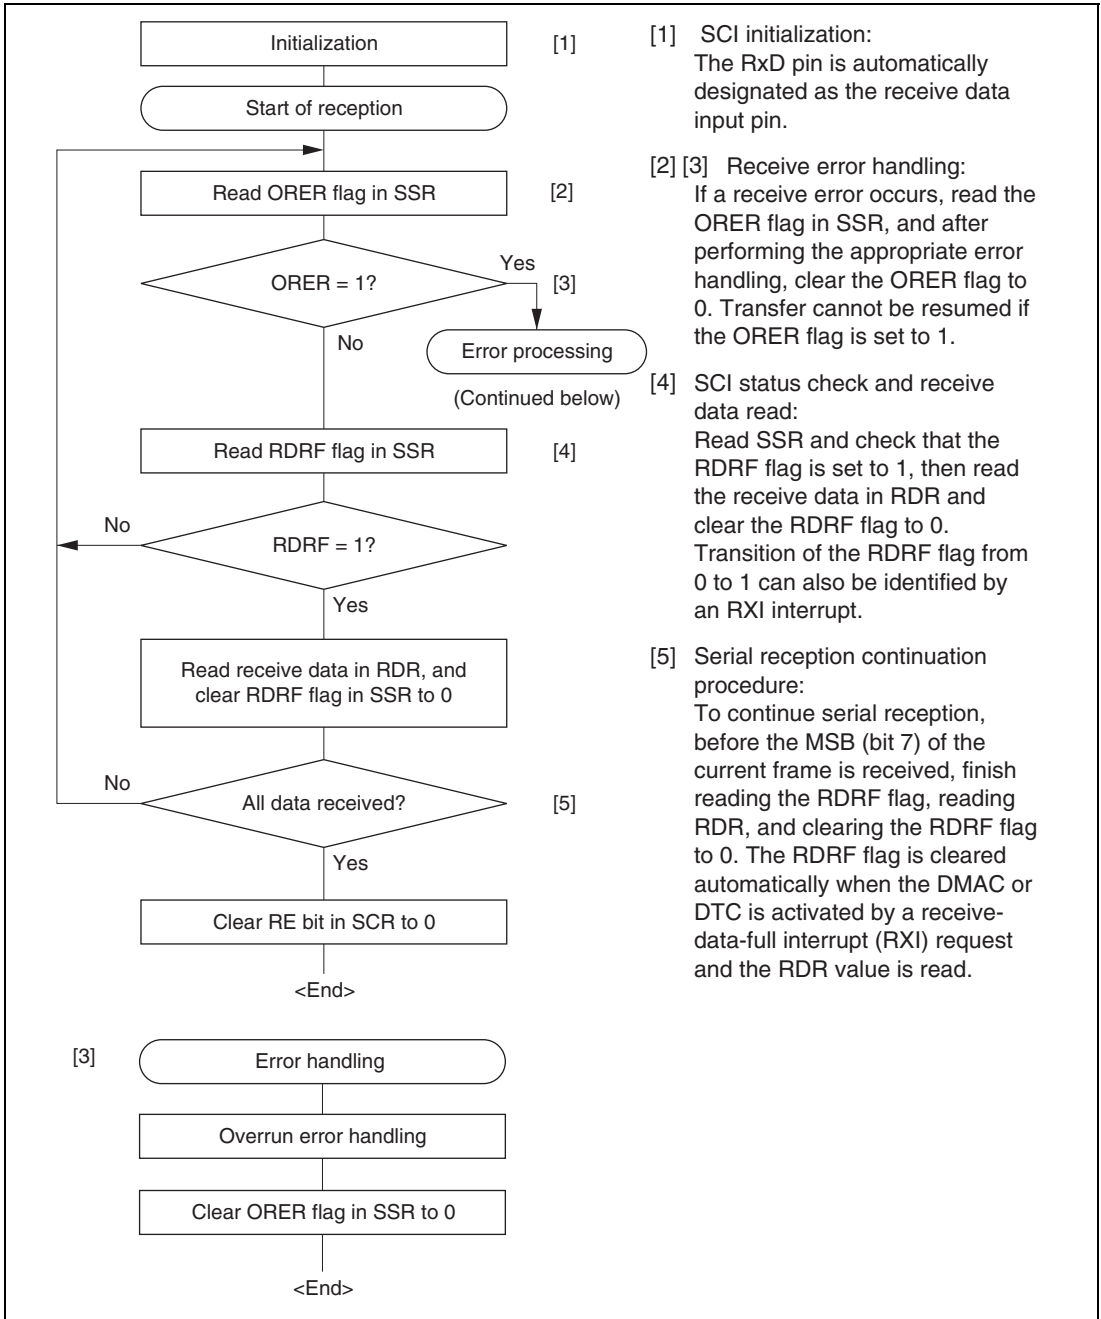 Initialization
[1]
Start of reception
Read ORER flag in SSR
[2]
ORER = 1?
Yes
[3]
No
Error processing
(Continued below)
Read RDRF flag in SSR
[4]
No
RDRF = 1?
Yes
Read receive data in RDR, and
clear RDRF flag in SSR to 0
No
All data received?
[5]
Yes
Clear RE bit in SCR to 0
<End>
[3]
Error handling
Overrun error handling
Clear ORER flag in SSR to 0
<End>
[1] SCI initialization:
The RxD pin is automatically
designated as the receive data
input pin.
[2] [3] Receive error handling:
If a receive error occurs, read the
ORER flag in SSR, and after
performing the appropriate error
handling, clear the ORER flag to
0. Transfer cannot be resumed if
the ORER flag is set to 1.
[4] SCI status check and receive
data read:
Read SSR and check that the
RDRF flag is set to 1, then read
the receive data in RDR and
clear the RDRF flag to 0.
Transition of the RDRF flag from
0 to 1 can also be identified by
an RXI interrupt.
[5] Serial reception continuation
procedure:
To continue serial reception,
before the MSB (bit 7) of the
current frame is received, finish
reading the RDRF flag, reading
RDR, and clearing the RDRF flag
to 0. The RDRF flag is cleared
automatically when the DMAC or
DTC is activated by a receive-
data-full interrupt (RXI) request
and the RDR value is read.